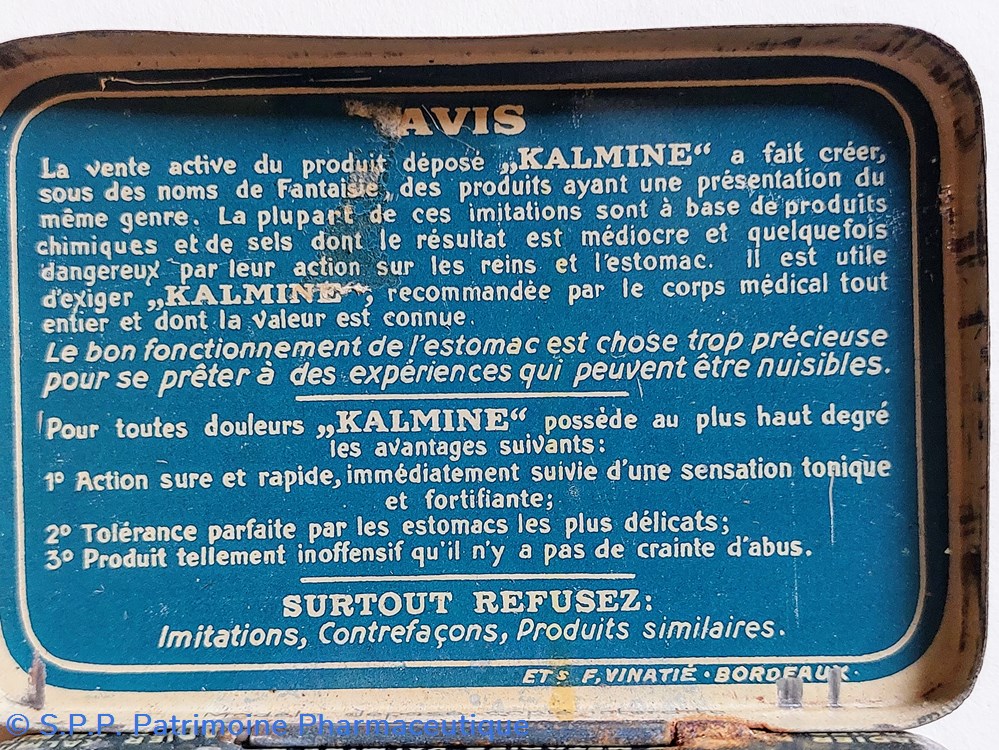 AVIS
La vente active du produit déposé „KALMINE“ a fait créer,
sous des noms de Fantaisie, des produits ayant une présentation du
même genre. La plupart de ces imitations sont à base de produits
chimiques et de sels dont le résultat est médiocre et quelquefois
dangereux par leur action sur les reins et l'estomac. Il est utile
d'exiger „KALMINE“, recommandée par le corps médical tout
entier et dont la valeur est connue.
Le bon fonctionnement de l'estomac est chose trop précieuse
pour se prêter à des expériences qui peuvent être nuisibles.
Pour toutes douleurs „KALMINE“ possède au plus haut degré
les avantages suivants:
1º Action sure et rapide, immédiatement suivie d'une sensation tonique
et fortifiante;
2º Tolérance parfaite par les estomacs les plus délicats;
3º Produit tellement inoffensif qu'il n'y a pas de crainte d'abus.
SURTOUT REFUSEZ:
Imitations, Contrefaçons, Produits similaires.
ETS F. VINATIÉ · BORDEAUX ·
© S.P.P. Patrimoine Pharmaceutique